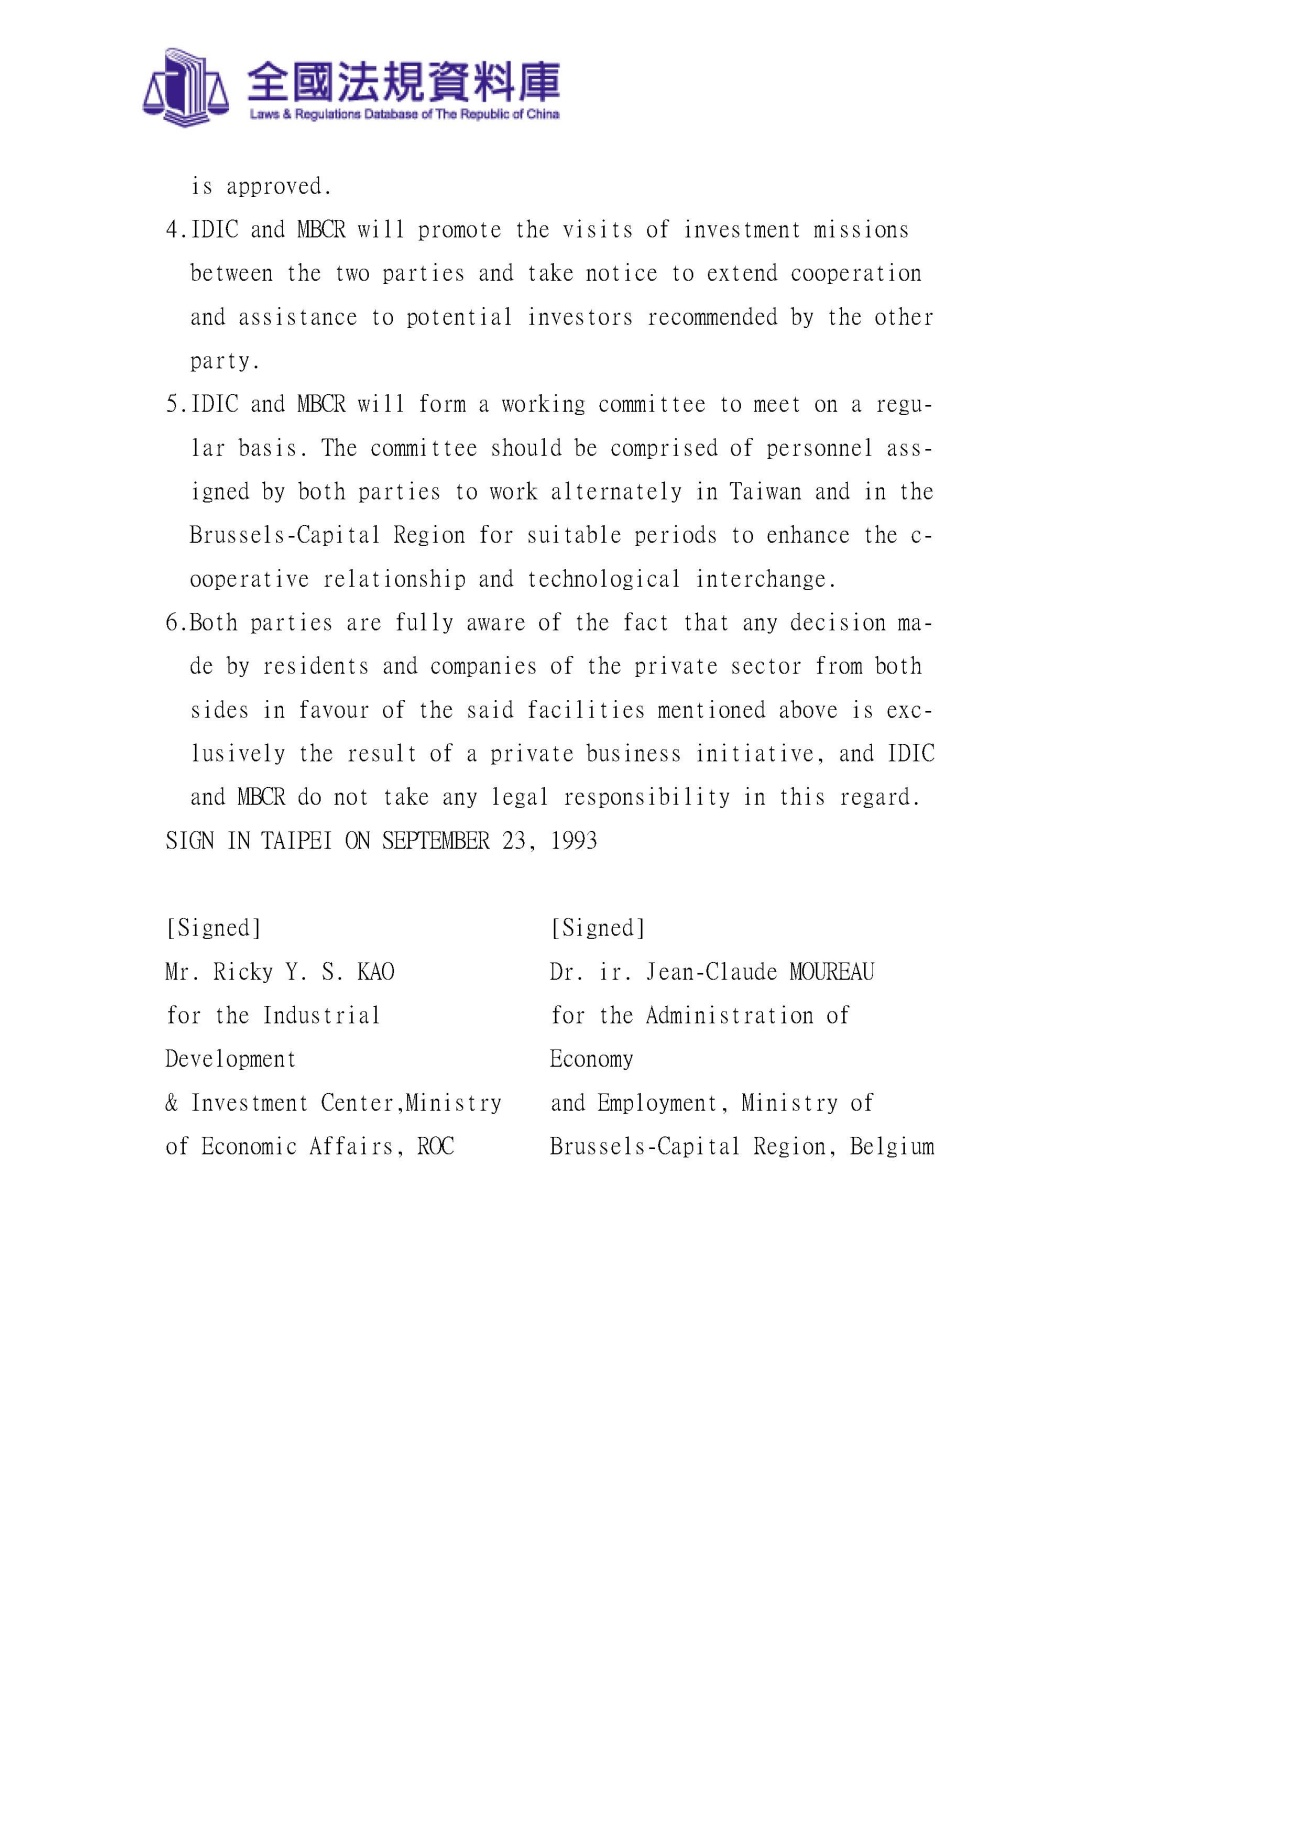 全國法規資料庫
Laws & Regulations Database of The Republic of China
is approved.
4.IDIC and MBCR will promote the visits of investment missions
between the two parties and take notice to extend cooperation
and assistance to potential investors recommended by the other
party.
5.IDIC and MBCR will form a working committee to meet on a regu-
lar basis. The committee should be comprised of personnel ass-
igned by both parties to work alternately in Taiwan and in the
Brussels-Capital Region for suitable periods to enhance the c-
ooperative relationship and technological interchange.
6.Both parties are fully aware of the fact that any decision ma-
de by residents and companies of the private sector from both
sides in favour of the said facilities mentioned above is exc-
lusively the result of a private business initiative, and IDIC
and MBCR do not take any legal responsibility in this regard.
SIGN IN TAIPEI ON SEPTEMBER 23, 1993
[Signed] [Signed]
Mr. Ricky Y. S. KAO Dr. ir. Jean-Claude MOUREAU
for the Industrial for the Administration of
Development Economy
& Investment Center,Ministry and Employment, Ministry of
of Economic Affairs, ROC Brussels-Capital Region, Belgium